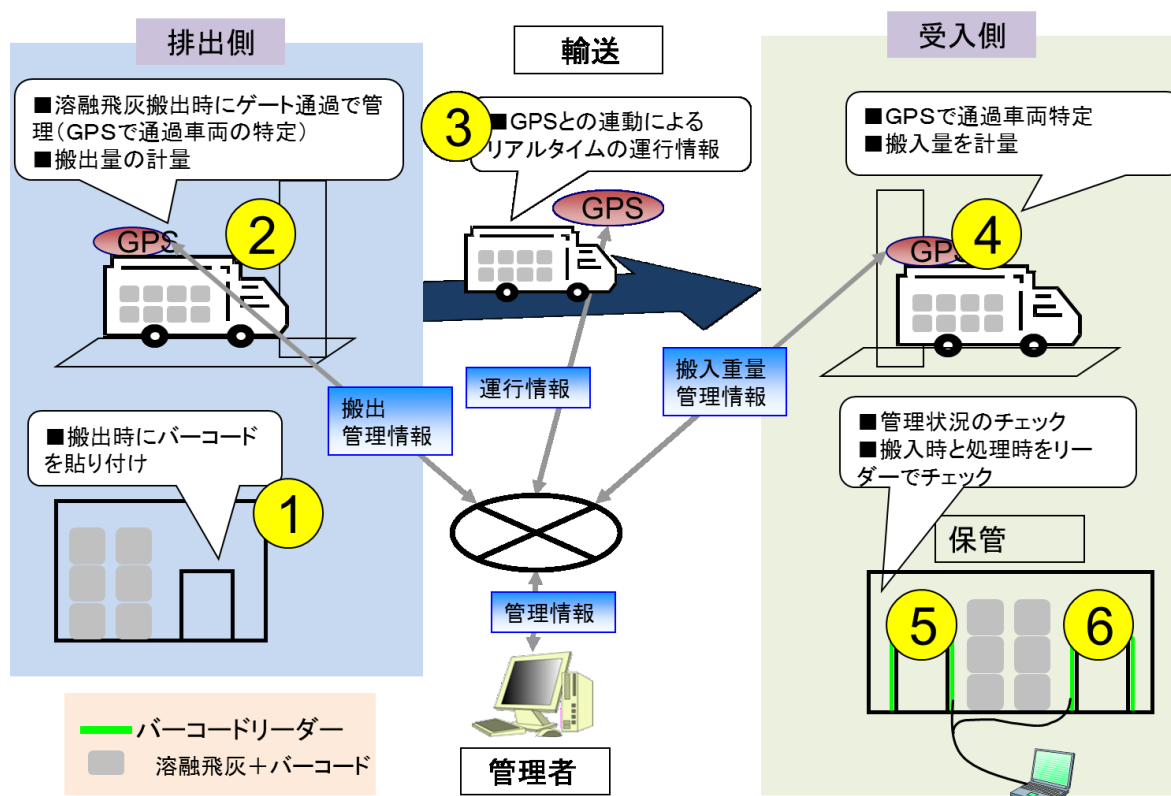 排出側
■溶融飛灰搬出時にゲート通過で管
理(GPSで通過車両の特定)
■搬出量の計量
GPS
2
■搬出時にバーコード
を貼り付け
1
バーコードリーダー
溶融飛灰+バーコード
輸送
3
■GPSとの連動による
リアルタイムの運行情報
GPS
搬出
管理情報
運行情報
搬入重量
管理情報
管理情報
管理者
受入側
■GPSで通過車両特定
■搬入量を計量
GPS
4
■管理状況のチェック
■搬入時と処理時をリー
ダーでチェック
保管
5
6